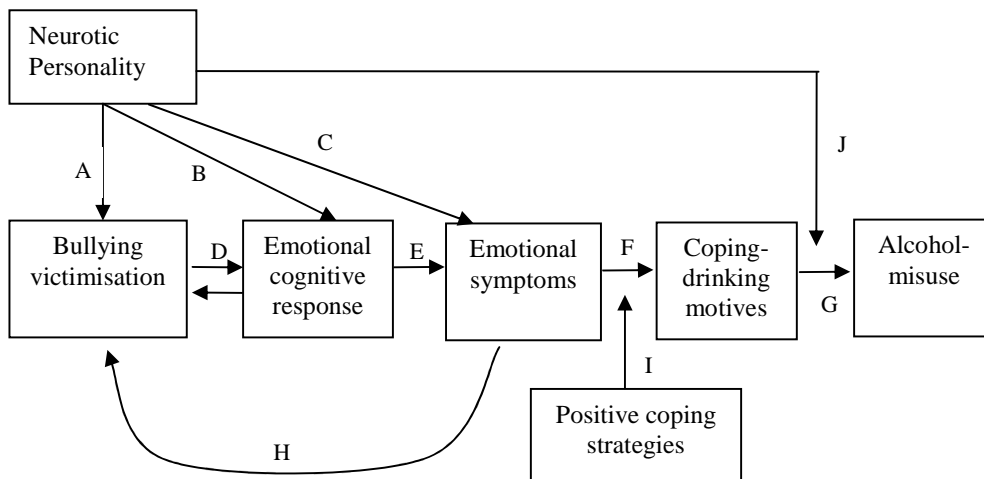 Neurotic
Personality
C
J
A
B
Bullying
victimisation
D
Emotional
cognitive
response
E
Emotional
symptoms
F
Coping-
drinking
motives
G
Alcohol-
misuse
I
Positive coping
strategies
H